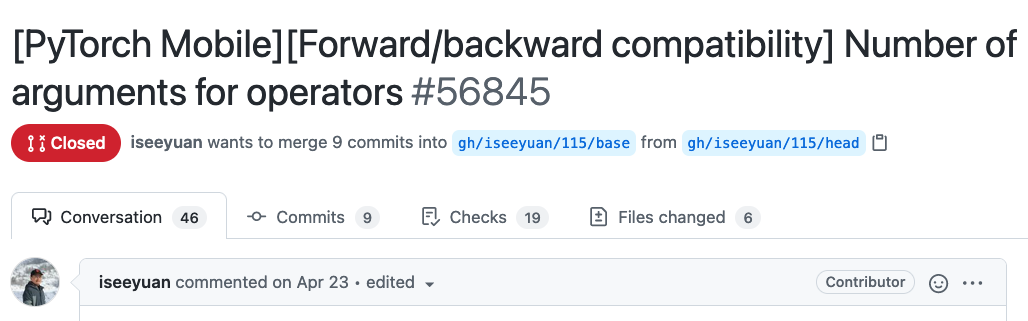 [PyTorch Mobile][Forward/backward compatibility] Number of
arguments for operators #56845
Closed iseeyuan wants to merge 9 commits into gh/iseeyuan/115/base from gh/iseeyuan/115/head
Conversation 46 Commits 9 Checks 19 Files changed 6
iseeyuan commented on Apr 23 • edited Contributor